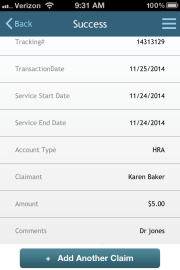 Verizon 9:31 AM 100%
Back Success
Tracking# 14313129
TransactionDate 11/25/2014
Service Start Date 11/24/2014
Service End Date 11/24/2014
Account Type HRA
Claimant Karen Baker
Amount $5.00
Comments Dr Jones
+ Add Another Claim